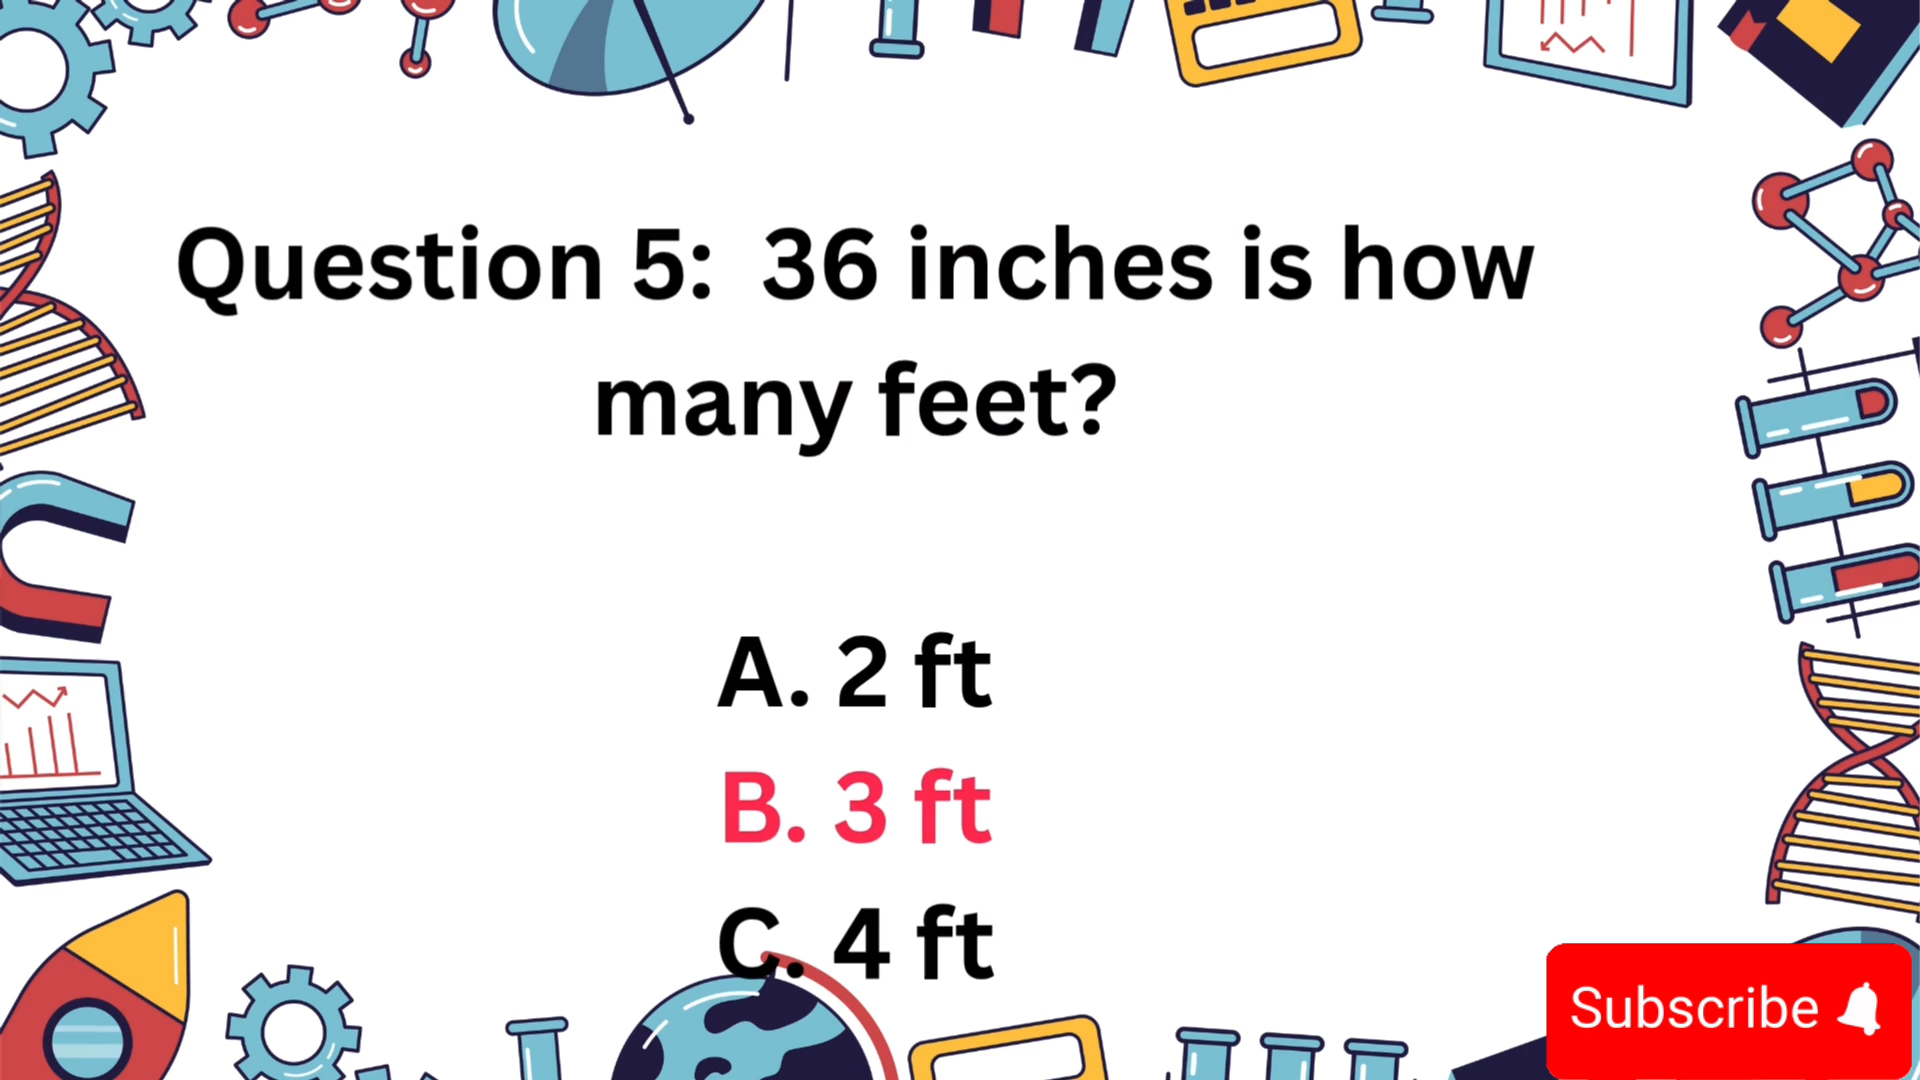 Question 5: 36 inches is how
many feet?
A. 2 ft
B. 3 ft
C. 4 ft
Subscribe